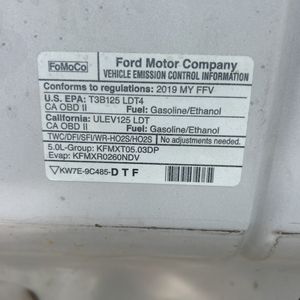 FoMoCo
Ford Motor Company
VEHICLE EMISSION CONTROL INFORMATION
Conforms to regulations: 2019 MY FFV
U.S. EPA: T3B125 LDT4
CA OBD II Fuel: Gasoline/Ethanol
California: ULEV125 LDT
CA OBD II Fuel: Gasoline/Ethanol
TWC/DFI/SFI/WR-HO2S/HO2S No adjustments needed.
5.0L-Group: KFMXT05.03DP
Evap: KFMXR0260NDV
KW7E-9C485-DTF